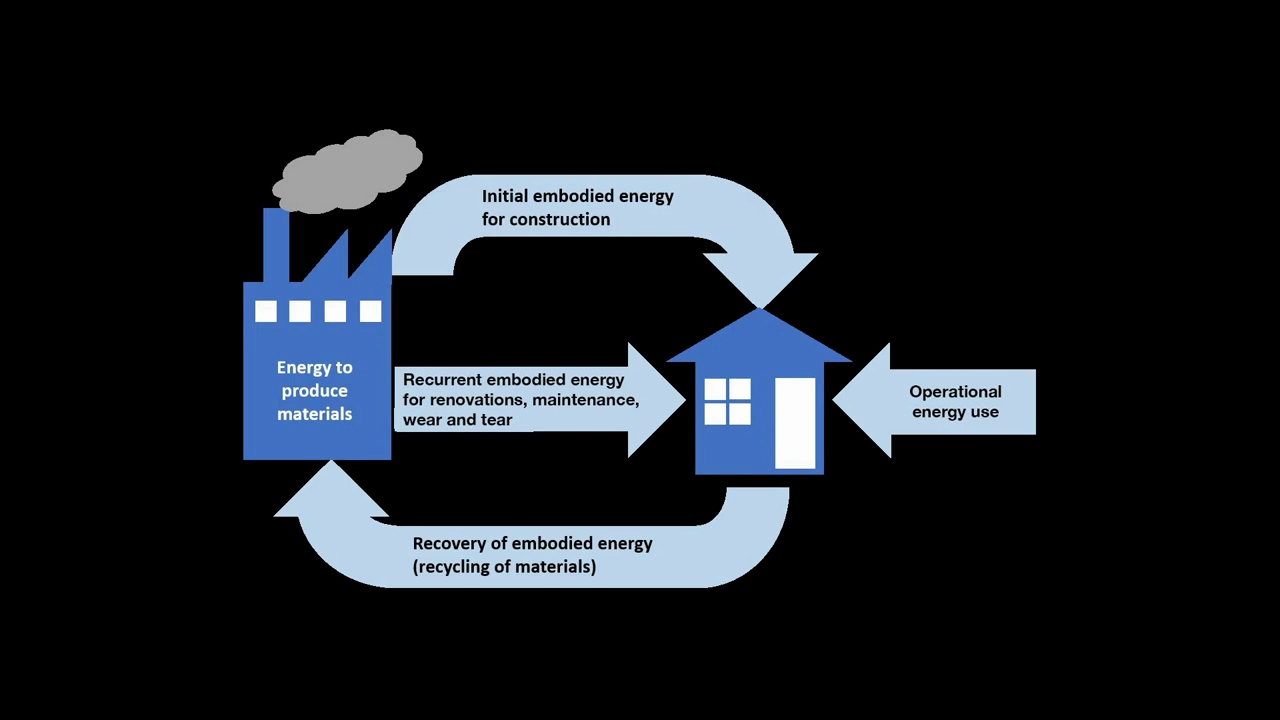 Initial embodied energy
for construction
Energy to
produce
materials
Recurrent embodied energy
for renovations, maintenance,
wear and tear
Operational
energy use
Recovery of embodied energy
(recycling of materials)